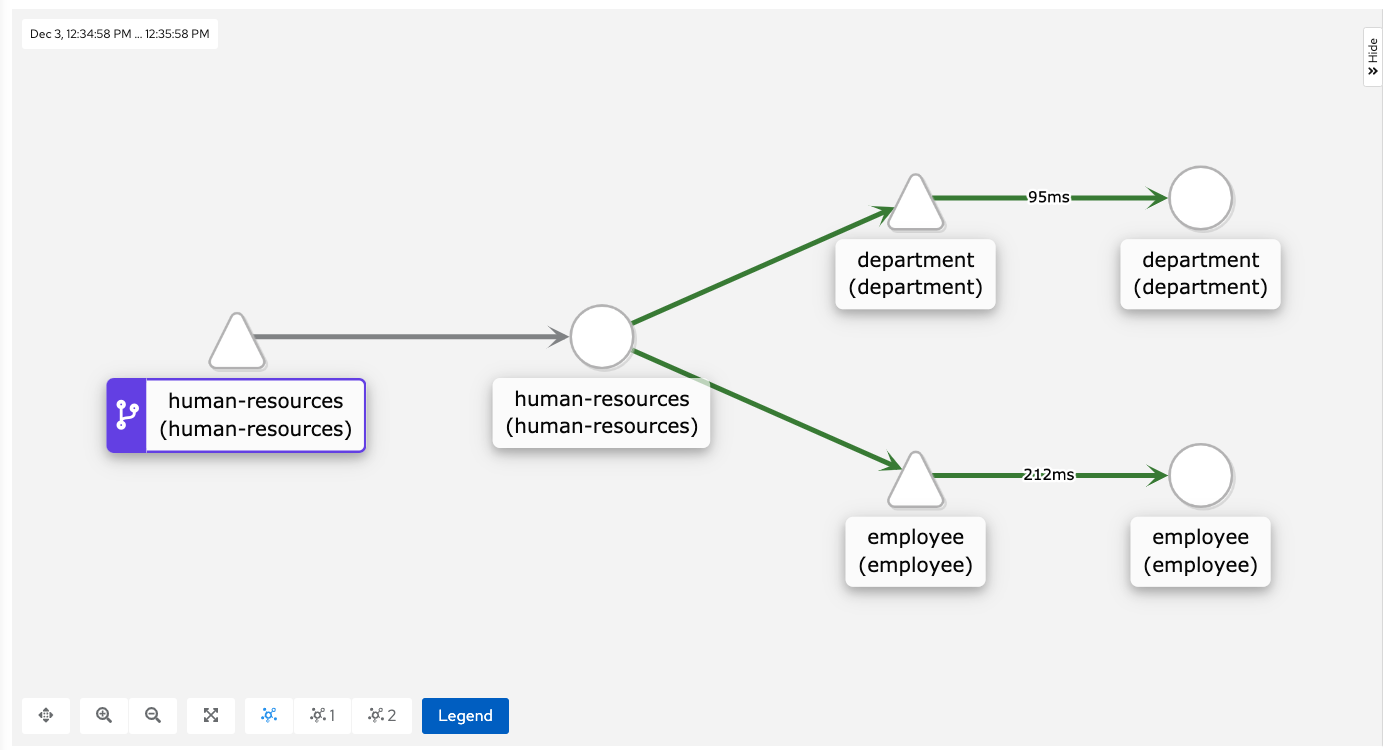 Dec 3, 12:34:58 PM ... 12:35:58 PM
Hide
95ms
department
(department)
department
(department)
human-resources
(human-resources)
human-resources
(human-resources)
212ms
employee
(employee)
employee
(employee)
1
2
Legend